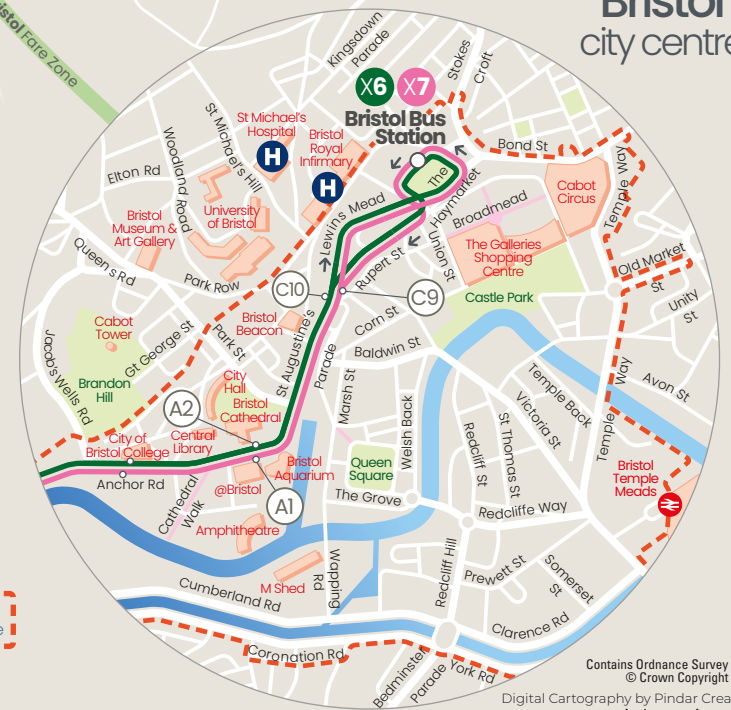 Bristol
city centre
Bristol Fare Zone
Kingsdown
Parade
Stokes
Croft
X6
X7
Bristol Bus
Station
St Michael's
Hospital
H
St Michael's Hill
Bristol
Royal
Infirmary
H
Woodland Road
Elton Rd
Bond St
The
Haymarket
Cabot
Circus
Temple Way
Lewins Mead
Broadmead
University
of Bristol
Bristol
Museum &
Art Gallery
Queen's Rd
Union St
The Galleries
Shopping
Centre
Old Market
St
Rupert St
Park Row
C10
C9
Castle Park
Unity
St
Bristol
Beacon
Corn St
Cabot
Tower
Gt George St
Park St
St Augustine's
Parade
Baldwin St
Jacob's Wells Rd
Brandon
Hill
City
Hall
Bristol
Cathedral
Marsh St
Welsh Back
Temple Back
Victoria St
Way
Avon St
A2
City of
Bristol College
Central
Library
Redcliff St
St Thomas St
Temple
Bristol
Aquarium
Queen
Square
Bristol
Temple
Meads
Anchor Rd
@Bristol
A1
The Grove
Cathedral
Walk
Redcliffe Way
Amphitheatre
Redcliff Hill
Wapping
Rd
Prewett St
Somerset
St
M Shed
Cumberland Rd
Clarence Rd
Coronation Rd
York Rd
Bedminster
Parade
Contains Ordnance Survey
© Crown Copyright
Digital Cartography by Pindar Crea